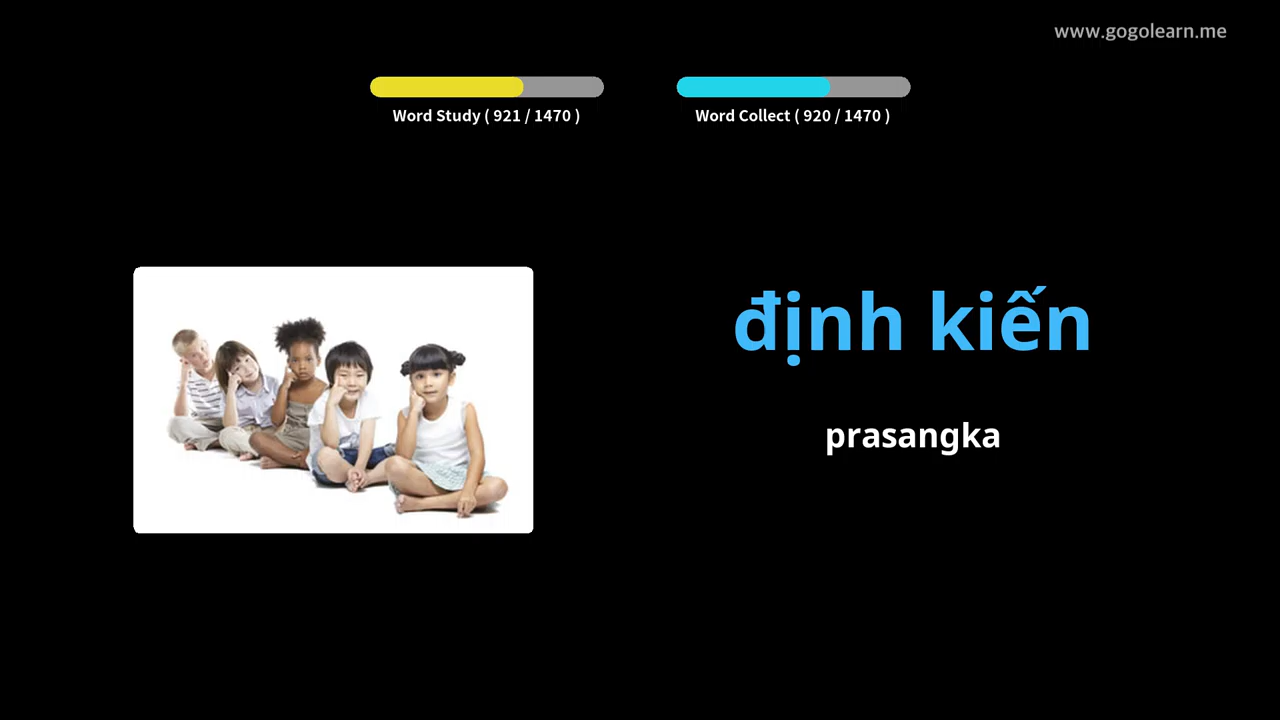 www.gogolearn.me
Word Study ( 921 / 1470 )
Word Collect ( 920 / 1470 )
định kiến
prasangka